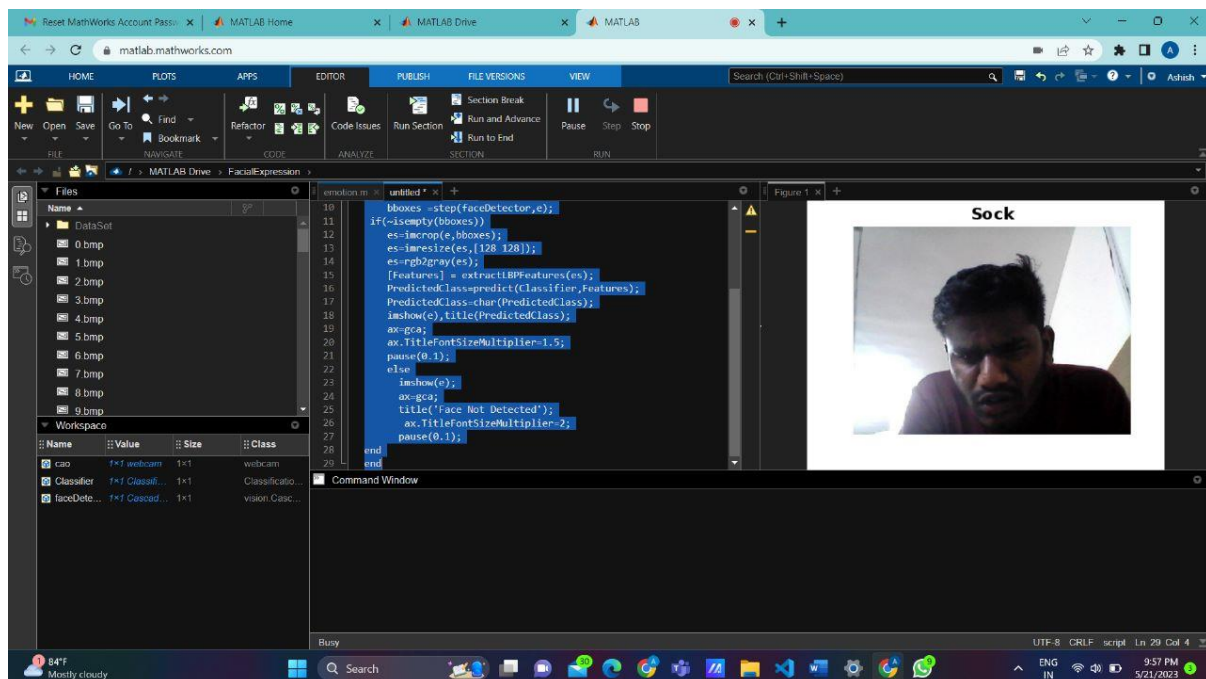 Reset MathWorks Account Passw
MATLAB Home
MATLAB Drive
MATLAB
matlab.mathworks.com
HOME
PLOTS
APPS
EDITOR
PUBLISH
FILE VERSIONS
VIEW
Search (Ctrl+Shift+Space)
Ashish
New
Open
Save
Go To
Find
Bookmark
Refactor
Code Issues
Run Section
Section Break
Run and Advance
Run to End
Pause
Step
Stop
FILE
NAVIGATE
CODE
ANALYZE
SECTION
RUN
/ > MATLAB Drive > FacialExpression >
Files
Name
DataSet
0.bmp
1.bmp
2.bmp
3.bmp
4.bmp
5.bmp
6.bmp
7.bmp
8.bmp
9.bmp
Workspace
Name Value Size Class
cao 1×1 webcam 1×1 webcam
Classifier 1×1 Classifi... 1×1 Classificatio...
faceDete... 1×1 Cascad... 1×1 vision.Casc...
emotion.m
untitled *
10 bboxes =step(faceDetector,e);
11 if(~isempty(bboxes))
12 es=imcrop(e,bboxes);
13 es=imresize(es,[128 128]);
14 es=rgb2gray(es);
15 [Features] = extractLBPFeatures(es);
16 PredictedClass=predict(Classifier,Features);
17 PredictedClass=char(PredictedClass);
18 imshow(e),title(PredictedClass);
19 ax=gca;
20 ax.TitleFontSizeMultiplier=1.5;
21 pause(0.1);
22 else
23 imshow(e);
24 ax=gca;
25 title('Face Not Detected');
26 ax.TitleFontSizeMultiplier=2;
27 pause(0.1);
28 end
29 end
Figure 1
Sock
Command Window
Busy
UTF-8 CRLF script Ln 29 Col 4
84°F
Mostly cloudy
Search
30
9
ENG
IN
9:57 PM
5/21/2023
3